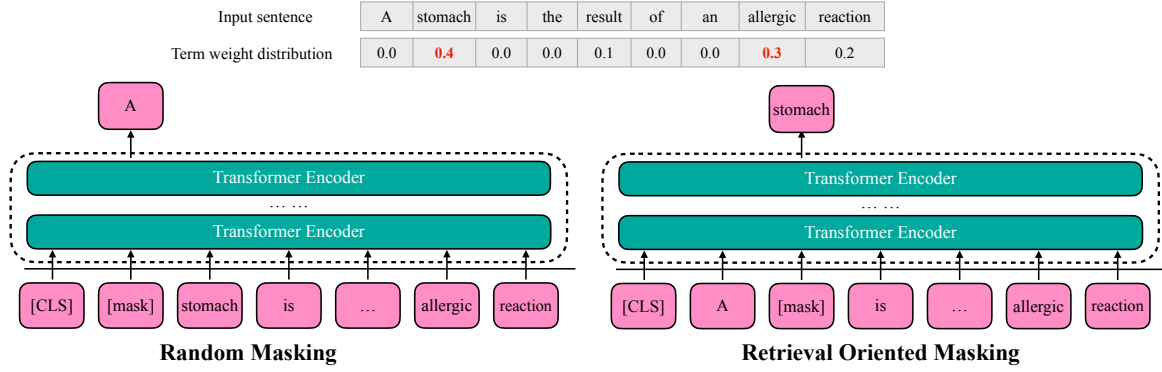 Input sentence A stomach is the result of an allergic reaction
Term weight distribution 0.0 0.4 0.0 0.0 0.1 0.0 0.0 0.3 0.2
A stomach
Transformer Encoder Transformer Encoder
... ... ... ...
Transformer Encoder Transformer Encoder
[CLS] [mask] stomach is ... allergic reaction [CLS] A [mask] is ... allergic reaction
Random Masking Retrieval Oriented Masking